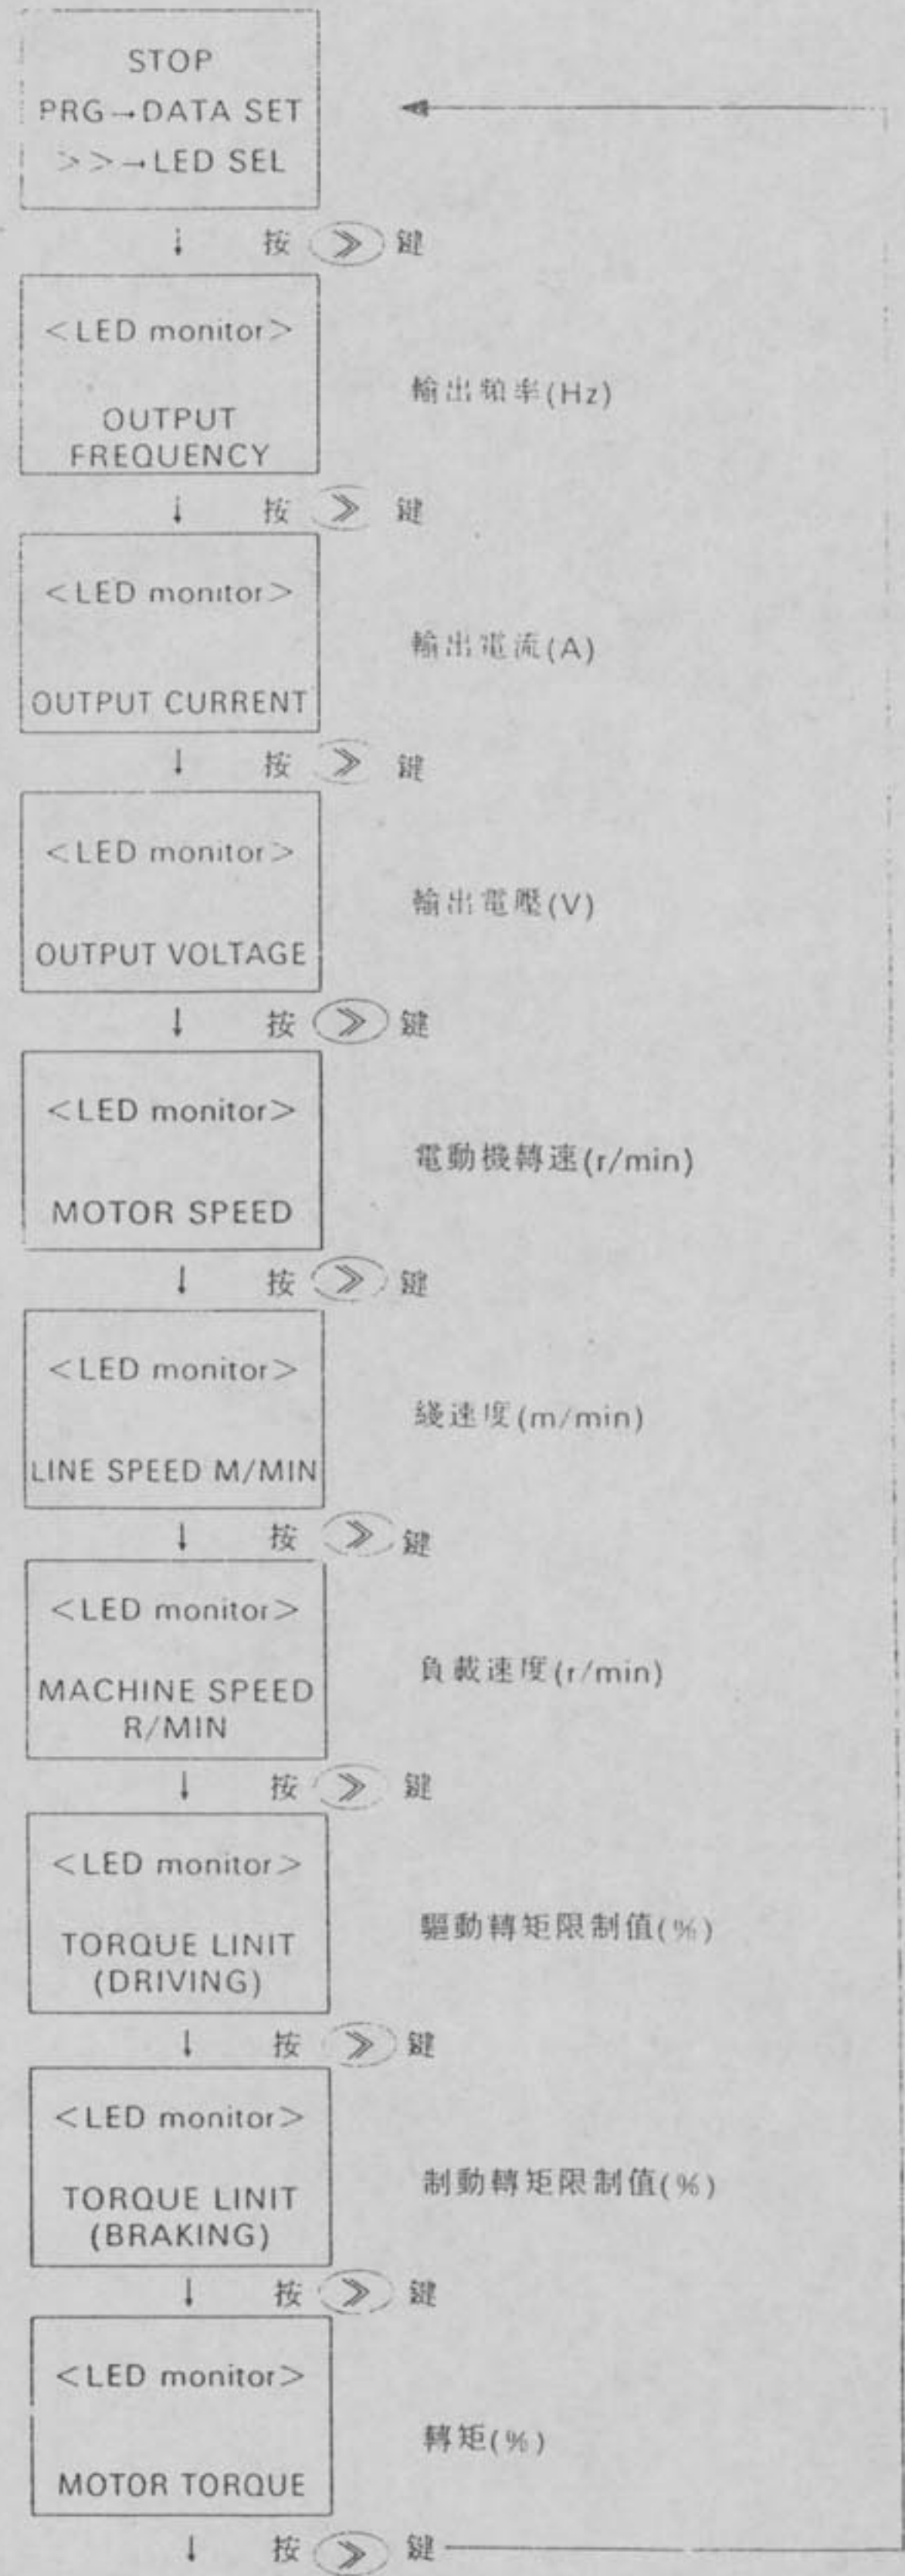 STOP
PRG→DATA SET
>>→LED SEL
↓ 按 ≫ 鍵
<LED monitor>
OUTPUT
FREQUENCY
輸出頻率(Hz)
↓ 按 ≫ 鍵
<LED monitor>
OUTPUT CURRENT
輸出電流(A)
↓ 按 ≫ 鍵
<LED monitor>
OUTPUT VOLTAGE
輸出電壓(V)
↓ 按 ≫ 鍵
<LED monitor>
MOTOR SPEED
電動機轉速(r/min)
↓ 按 ≫ 鍵
<LED monitor>
LINE SPEED M/MIN
綫速度(m/min)
↓ 按 ≫ 鍵
<LED monitor>
MACHINE SPEED
R/MIN
負載速度(r/min)
↓ 按 ≫ 鍵
<LED monitor>
TORQUE LINIT
(DRIVING)
驅動轉矩限制值(%)
↓ 按 ≫ 鍵
<LED monitor>
TORQUE LINIT
(BRAKING)
制動轉矩限制值(%)
↓ 按 ≫ 鍵
<LED monitor>
MOTOR TORQUE
轉矩(%)
↓ 按 ≫ 鍵